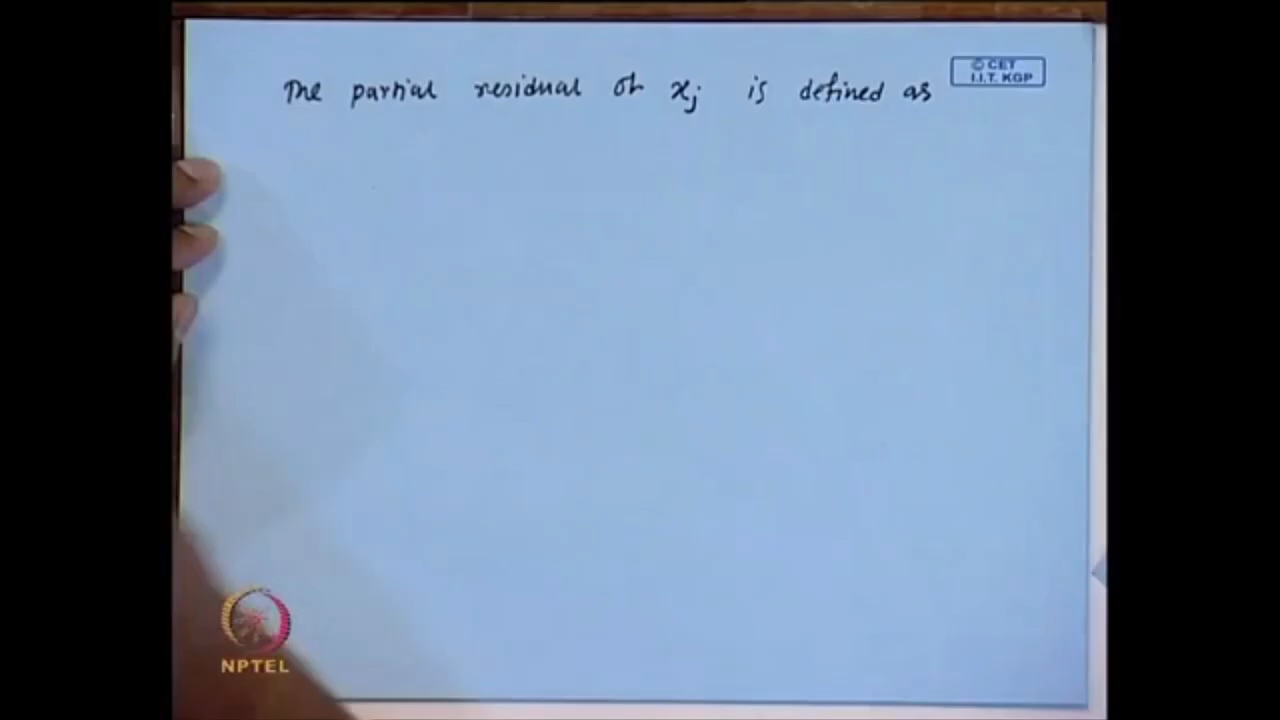 The partial residual of xj is defined as
© CET
I.I.T. KGP
NPTEL